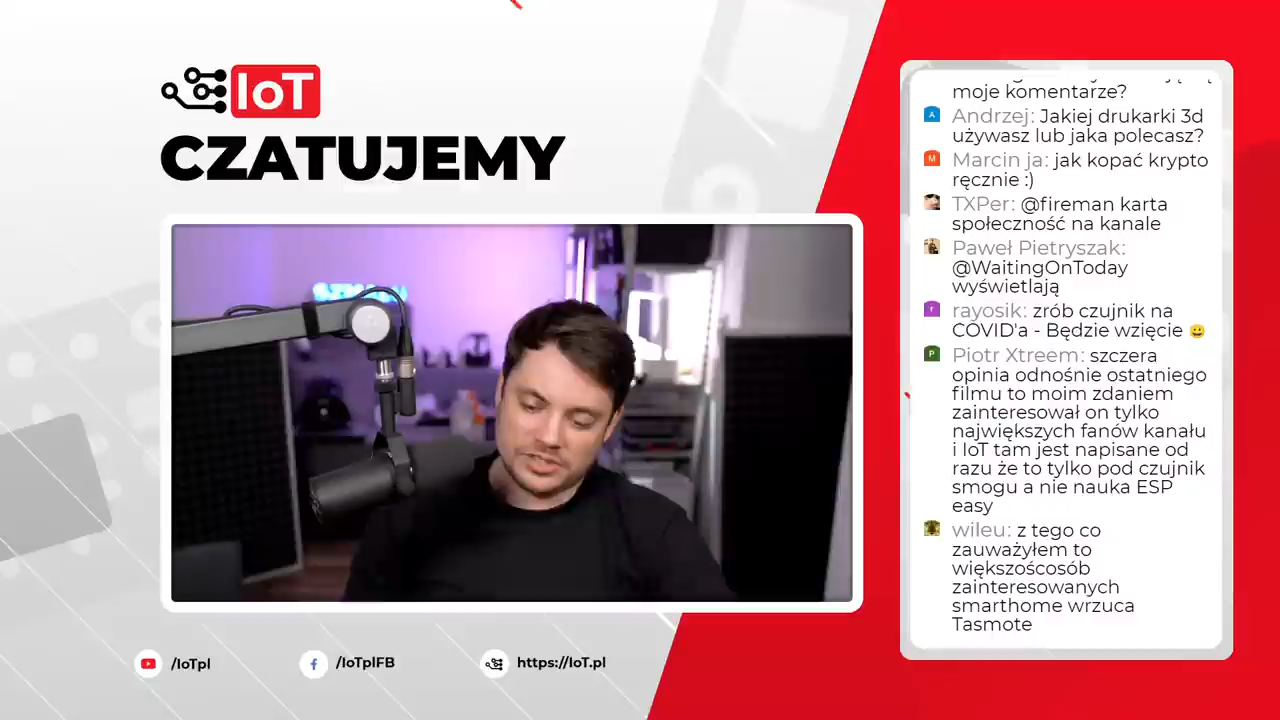 IoT
CZATUJEMY
moje komentarze?
Andrzej: Jakiej drukarki 3d
używasz lub jaka polecasz?
Marcin ja: jak kopać krypto
ręcznie :)
TXPer: @fireman karta
społeczność na kanale
Paweł Pietryszak:
@WaitingOnToday
wyświetlają
rayosik: zrób czujnik na
COVID'a - Będzie wzięcie 😀
Piotr Xtreem: szczera
opinia odnośnie ostatniego
filmu to moim zdaniem
zainteresował on tylko
największych fanów kanału
i IoT tam jest napisane od
razu że to tylko pod czujnik
smogu a nie nauka ESP
easy
wileu: z tego co
zauważyłem to
większoścosób
zainteresowanych
smarthome wrzuca
Tasmote
/IoTpl
/IoTplFB
https://IoT.pl